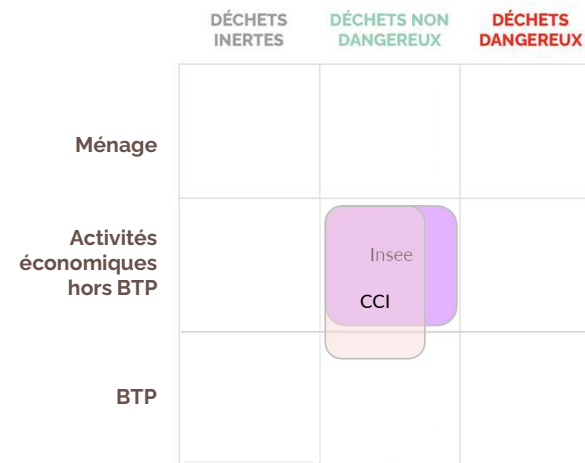 DÉCHETS
INERTES
DÉCHETS NON
DANGEREUX
DÉCHETS
DANGEREUX
Ménage
Activités
économiques
hors BTP
Insee
CCI
BTP